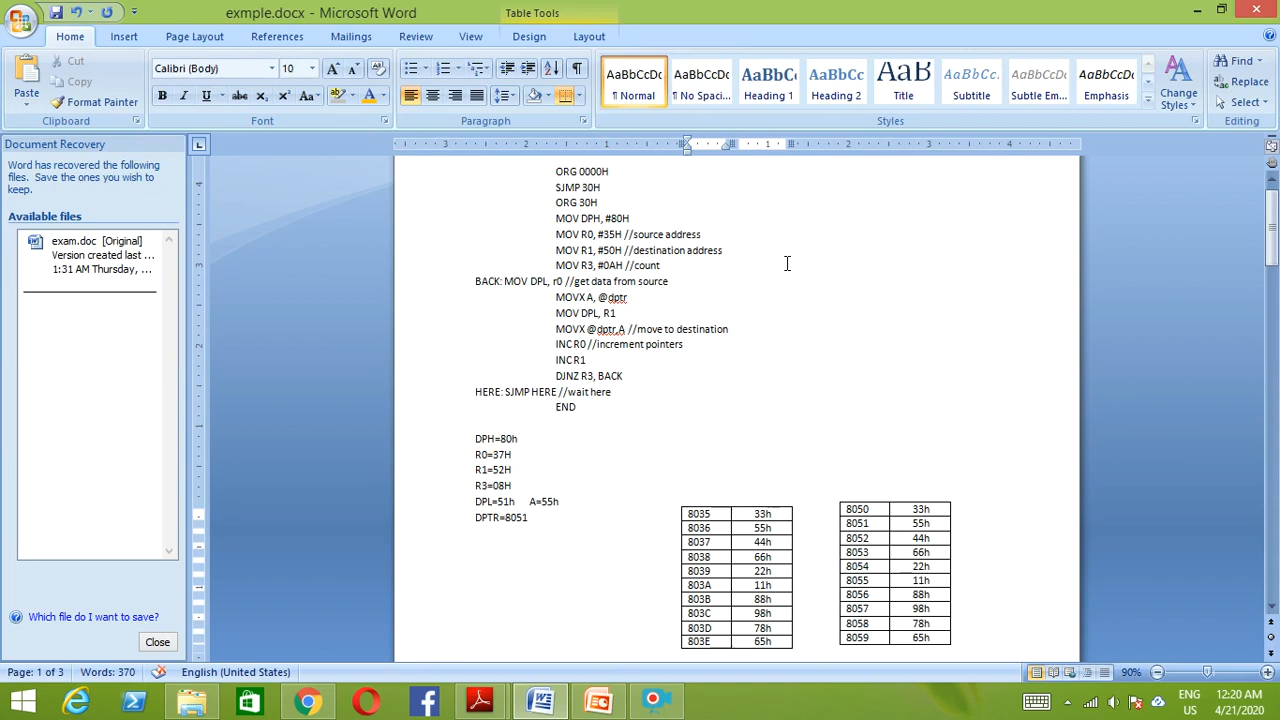 exmple.docx - Microsoft Word
Table Tools
Home Insert Page Layout References Mailings Review View Design Layout
Paste
Cut
Copy
Format Painter
Clipboard
Calibri (Body) 10
Font
Paragraph
AaBbCcDc AaBbCcDc AaBbCc AaBbCc AaB AaBbCc. AaBbCcDc AaBbCcDc
¶ Normal ¶ No Spaci... Heading 1 Heading 2 Title Subtitle Subtle Em... Emphasis
Change Styles
Styles
Find
Replace
Select
Editing
Document Recovery
Word has recovered the following
files. Save the ones you wish to
keep.
Available files
exam.doc [Original]
Version created last ...
1:31 AM Thursday, ...
Which file do I want to save?
Close
3 2 1 1 2 3 4
ORG 0000H
SJMP 30H
ORG 30H
MOV DPH, #80H
MOV R0, #35H //source address
MOV R1, #50H //destination address
MOV R3, #0AH //count
BACK: MOV DPL, r0 //get data from source
MOVX A, @dptr
MOV DPL, R1
MOVX @dptr,A //move to destination
INC R0 //increment pointers
INC R1
DJNZ R3, BACK
HERE: SJMP HERE //wait here
END
DPH=80h
R0=37H
R1=52H
R3=08H
DPL=51h A=55h
DPTR=8051
8035 33h
8036 55h
8037 44h
8038 66h
8039 22h
803A 11h
803B 88h
803C 98h
803D 78h
803E 65h
8050 33h
8051 55h
8052 44h
8053 66h
8054 22h
8055 11h
8056 88h
8057 98h
8058 78h
8059 65h
Page: 1 of 3 Words: 370 English (United States) 90%
ENG
US
12:20 AM
4/21/2020